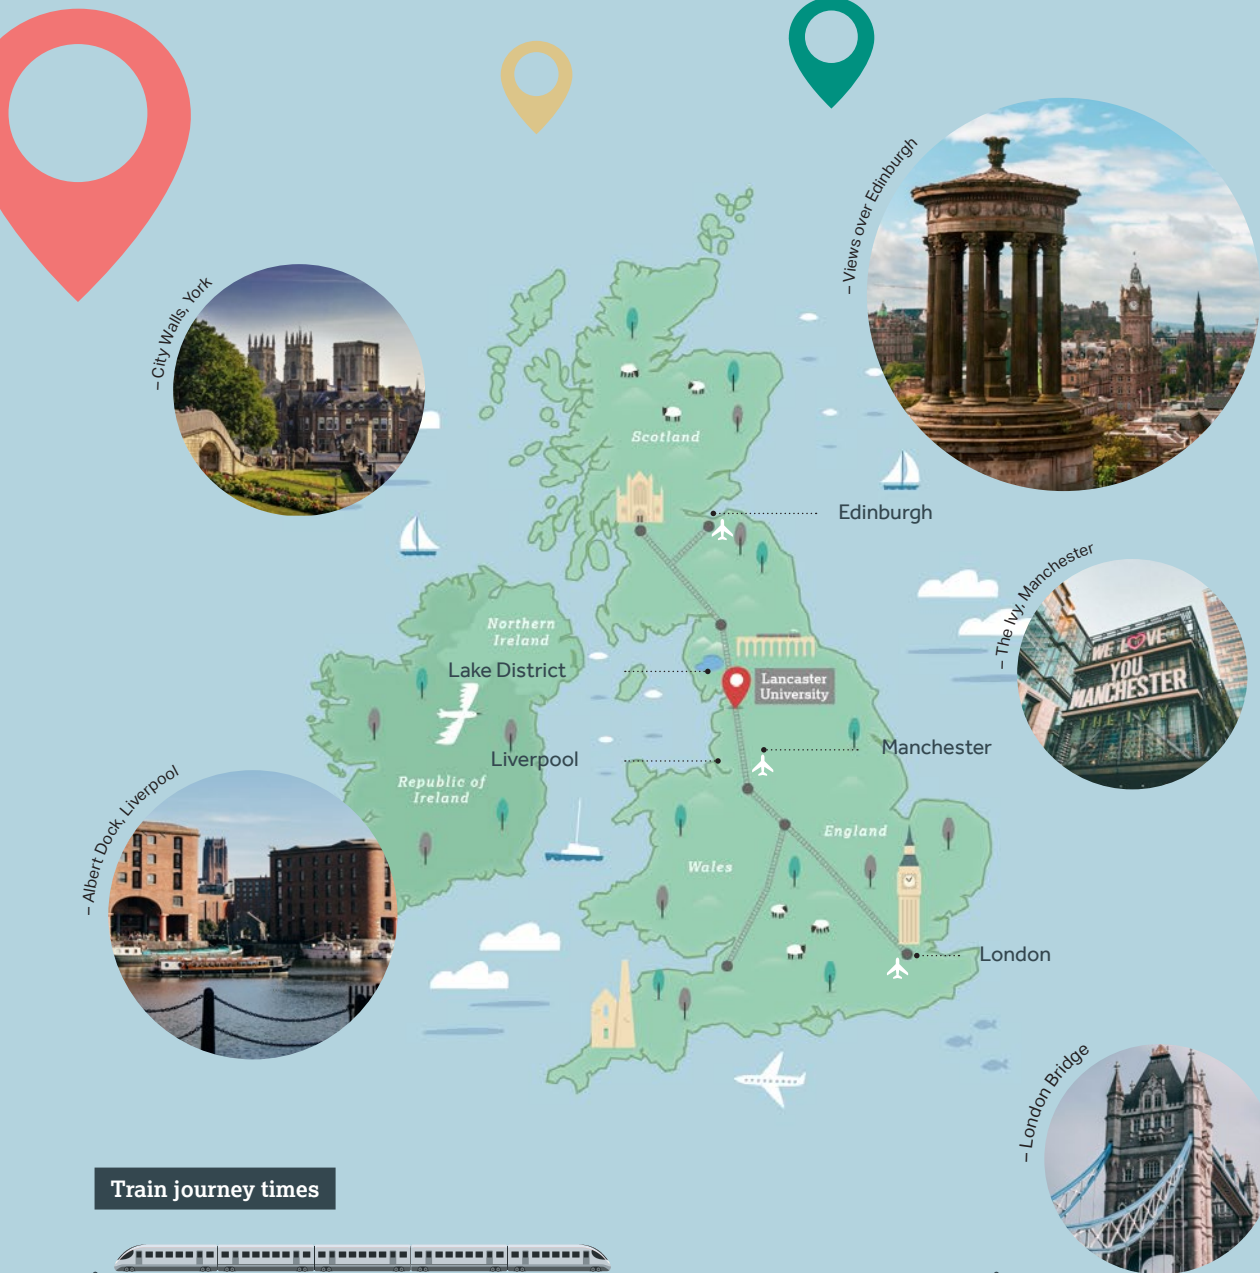 – Views over Edinburgh
– City Walls, York
Scotland
Edinburgh
– The Ivy, Manchester
WE LOVE
YOU
MANCHESTER
THE IVY
Northern
Ireland
Lake District
Lancaster
University
Manchester
Liverpool
Republic of
Ireland
– Albert Dock, Liverpool
England
Wales
London
– London Bridge
Train journey times